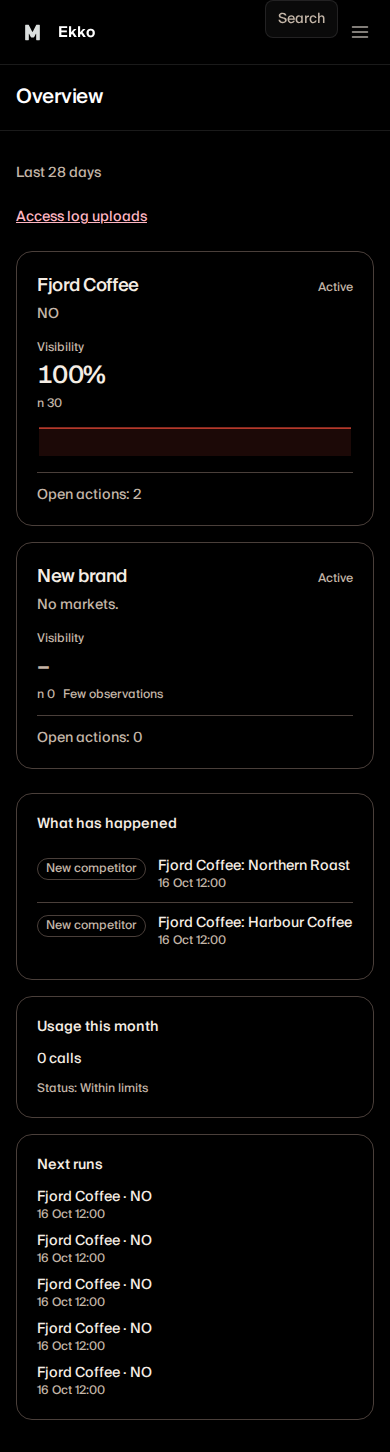 Ekko
Search
Overview
Last 28 days
Access log uploads
Fjord Coffee
Active
NO
Visibility
100%
n 30
Open actions: 2
New brand
Active
No markets.
Visibility
–
n 0 Few observations
Open actions: 0
What has happened
New competitor
Fjord Coffee: Northern Roast
16 Oct 12:00
New competitor
Fjord Coffee: Harbour Coffee
16 Oct 12:00
Usage this month
0 calls
Status: Within limits
Next runs
Fjord Coffee · NO
16 Oct 12:00
Fjord Coffee · NO
16 Oct 12:00
Fjord Coffee · NO
16 Oct 12:00
Fjord Coffee · NO
16 Oct 12:00
Fjord Coffee · NO
16 Oct 12:00